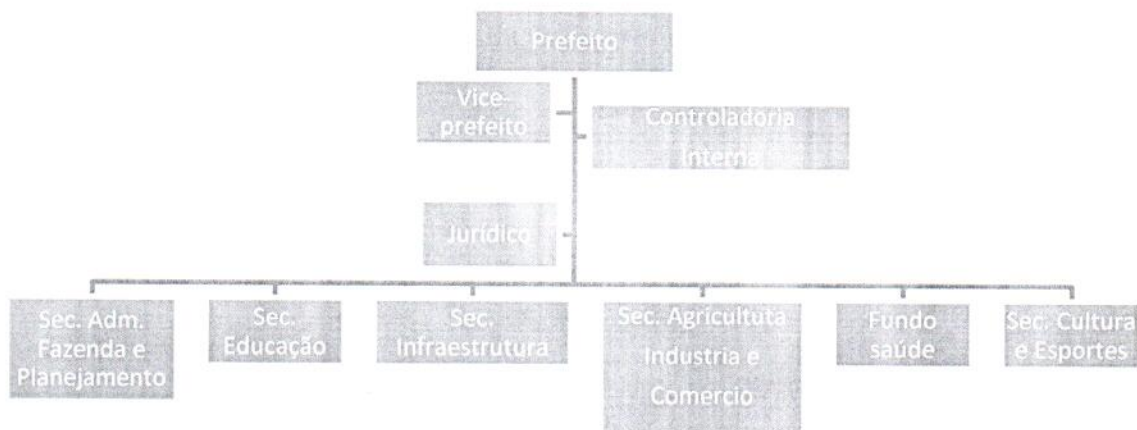 Prefeito
Vice-
prefeito
Controladoria
Interna
Jurídico
Sec. Adm.
Fazenda e
Planejamento
Sec.
Educação
Sec.
Infraestrutura
Sec. Agricultuta
Industria e
Comercio
Fundo
saúde
Sec. Cultura
e Esportes